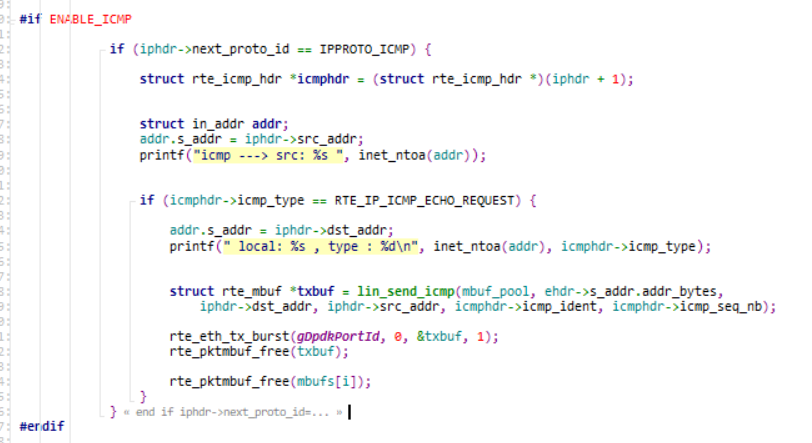 #if ENABLE_ICMP
if (iphdr->next_proto_id == IPPROTO_ICMP) {
struct rte_icmp_hdr *icmphdr = (struct rte_icmp_hdr *)(iphdr + 1);
struct in_addr addr;
addr.s_addr = iphdr->src_addr;
printf("icmp ---> src: %s ", inet_ntoa(addr));
if (icmphdr->icmp_type == RTE_IP_ICMP_ECHO_REQUEST) {
addr.s_addr = iphdr->dst_addr;
printf(" local: %s , type : %d\n", inet_ntoa(addr), icmphdr->icmp_type);
struct rte_mbuf *txbuf = lin_send_icmp(mbuf_pool, ehdr->s_addr.addr_bytes,
iphdr->dst_addr, iphdr->src_addr, icmphdr->icmp_ident, icmphdr->icmp_seq_nb);
rte_eth_tx_burst(gDpdkPortId, 0, &txbuf, 1);
rte_pktmbuf_free(txbuf);
rte_pktmbuf_free(mbufs[i]);
}
} « end if iphdr->next_proto_id=... »
#endif